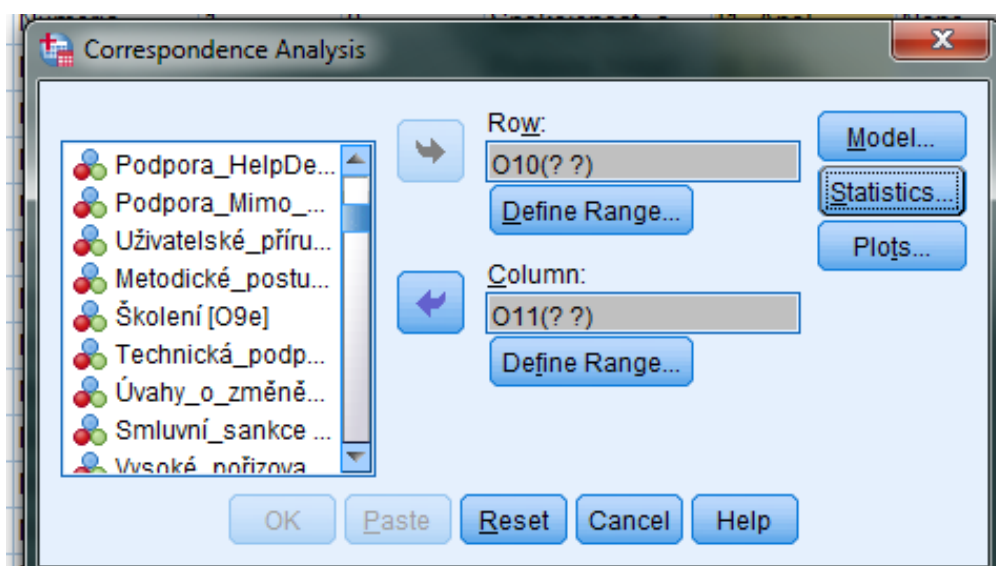 Correspondence Analysis
Row:
O10(? ?)
Define Range...
Column:
O11(? ?)
Define Range...
Podpora_HelpDe...
Podpora_Mimo_...
Uživatelské_příru...
Metodické_postu...
Školení [O9e]
Technická_podp...
Úvahy_o_změně...
Smluvní_sankce ...
Vysoké_pořizova
Model...
Statistics...
Plots...
OK
Paste
Reset
Cancel
Help